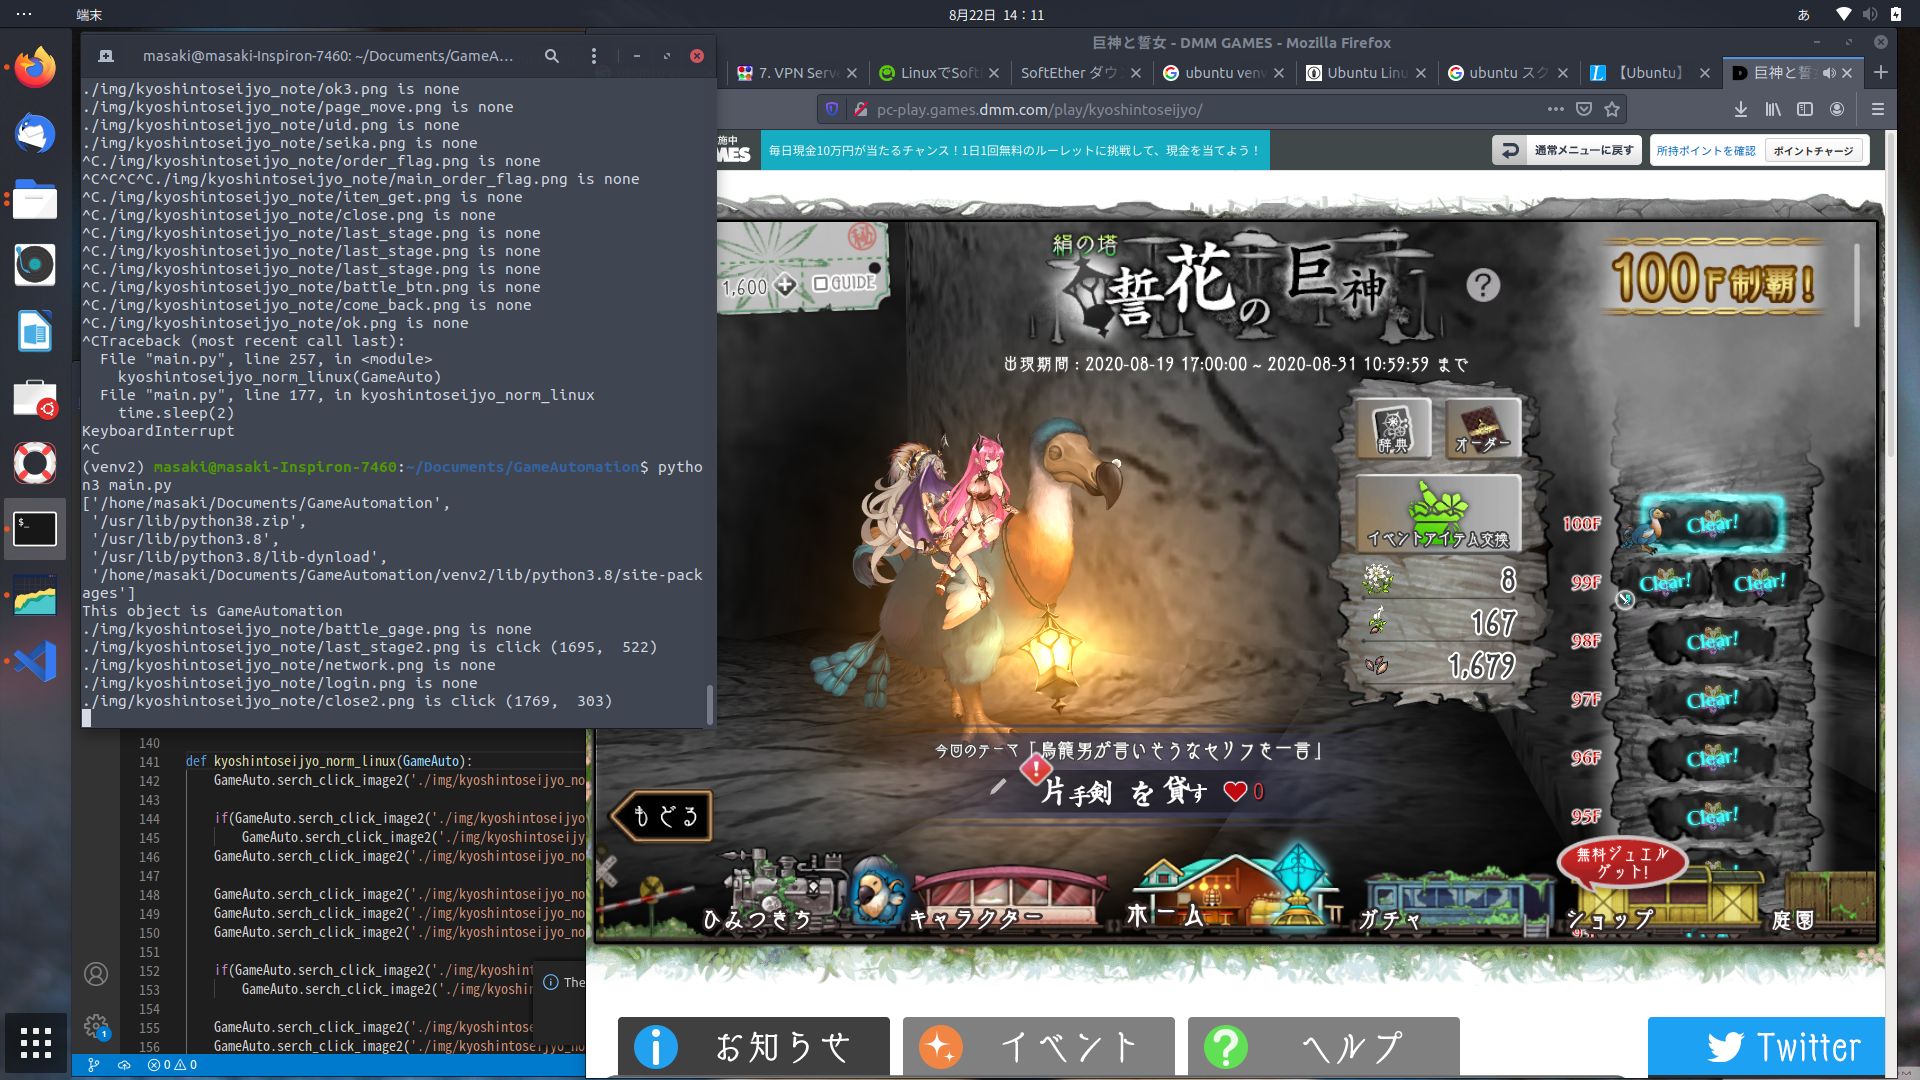 端末
8月22日 14：11
あ
masaki@masaki-Inspiron-7460: ~/Documents/GameA...
./img/kyoshintoseijyo_note/ok3.png is none
./img/kyoshintoseijyo_note/page_move.png is none
./img/kyoshintoseijyo_note/uid.png is none
./img/kyoshintoseijyo_note/seika.png is none
^C./img/kyoshintoseijyo_note/order_flag.png is none
^C^C^C^C./img/kyoshintoseijyo_note/main_order_flag.png is none
^C./img/kyoshintoseijyo_note/item_get.png is none
^C./img/kyoshintoseijyo_note/close.png is none
^C./img/kyoshintoseijyo_note/last_stage.png is none
^C./img/kyoshintoseijyo_note/last_stage.png is none
^C./img/kyoshintoseijyo_note/last_stage.png is none
^C./img/kyoshintoseijyo_note/battle_btn.png is none
^C./img/kyoshintoseijyo_note/come_back.png is none
^C./img/kyoshintoseijyo_note/ok.png is none
^CTraceback (most recent call last):
  File "main.py", line 257, in <module>
    kyoshintoseijyo_norm_linux(GameAuto)
  File "main.py", line 177, in kyoshintoseijyo_norm_linux
    time.sleep(2)
KeyboardInterrupt
^C
(venv2) masaki@masaki-Inspiron-7460:~/Documents/GameAutomation$ pytho
n3 main.py
['/home/masaki/Documents/GameAutomation',
 '/usr/lib/python38.zip',
 '/usr/lib/python3.8',
 '/usr/lib/python3.8/lib-dynload',
 '/home/masaki/Documents/GameAutomation/venv2/lib/python3.8/site-pack
ages']
This object is GameAutomation
./img/kyoshintoseijyo_note/battle_gage.png is none
./img/kyoshintoseijyo_note/last_stage2.png is click (1695,  522)
./img/kyoshintoseijyo_note/network.png is none
./img/kyoshintoseijyo_note/login.png is none
./img/kyoshintoseijyo_note/close2.png is click (1769,  303)
140
141 def kyoshintoseijyo_norm_linux(GameAuto):
142 GameAuto.serch_click_image2('./img/kyoshintoseijyo_no
143
144 if(GameAuto.serch_click_image2('./img/kyoshintoseijyo
145 GameAuto.serch_click_image2('./img/kyoshintoseijy
146 GameAuto.serch_click_image2('./img/kyoshintoseijyo_no
147
148 GameAuto.serch_click_image2('./img/kyoshintoseijyo_no
149 GameAuto.serch_click_image2('./img/kyoshintoseijyo_no
150 GameAuto.serch_click_image2('./img/kyoshintoseijyo_no
151
152 if(GameAuto.serch_click_image2('./img/kyoshint
153 GameAuto.serch_click_image2('./img/kyoshin
154
155 GameAuto.serch_click_image2('./img/kyoshintose
156 GameAuto.serch_click_image2('./img/kyoshintose
The
1
0 0
巨神と誓女 - DMM GAMES - Mozilla Firefox
7. VPN Serv
LinuxでSoft
SoftEther ダウ
ubuntu venv
Ubuntu Linu
ubuntu スク
【Ubuntu】
巨神と誓
pc-play.games.dmm.com/play/kyoshintoseijyo/
施中
MES
毎日現金10万円が当たるチャンス！1日1回無料のルーレットに挑戦して、現金を当てよう！
通常メニューに戻す
所持ポイントを確認
ポイントチャージ
秘
1,600
GUIDE
絹の塔
誓花の巨神
?
100F制覇！
出現期間：2020-08-19 17:00:00 ~ 2020-08-31 10:59:59 まで
辞典
オーダー
イベントアイテム交換
8
167
1,679
100F Clear!
99F Clear! Clear!
98F Clear!
97F Clear!
96F Clear!
95F Clear!
今回のテーマ「鳥籠男が言いそうなセリフを一言」
片手剣 を 貸す 0
もどる
無料ジュエル
ゲット！
ひみつきち
キャラクター
ホーム
ガチャ
ショップ
庭園
お知らせ
イベント
ヘルプ
Twitter